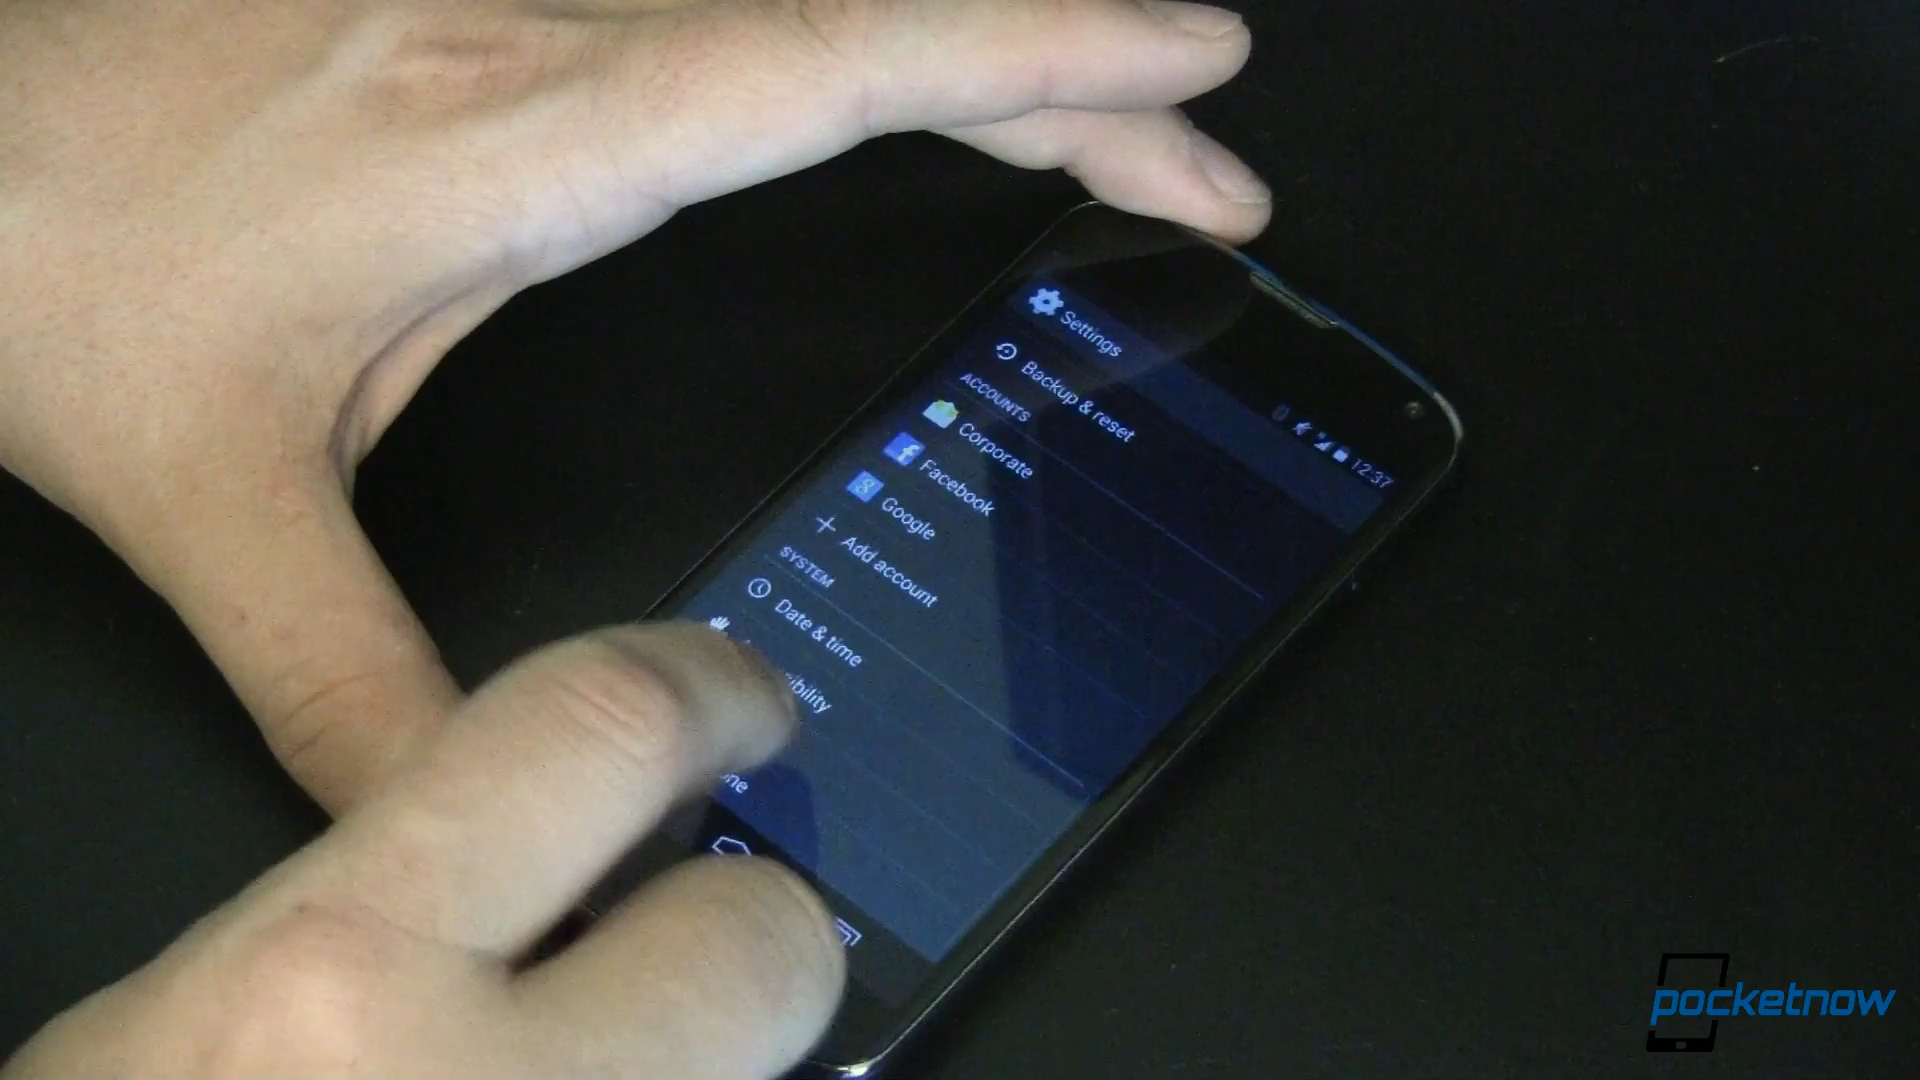 Settings
12:37
Backup & reset
ACCOUNTS
Corporate
Facebook
Google
Add account
SYSTEM
Date & time
pocketnow